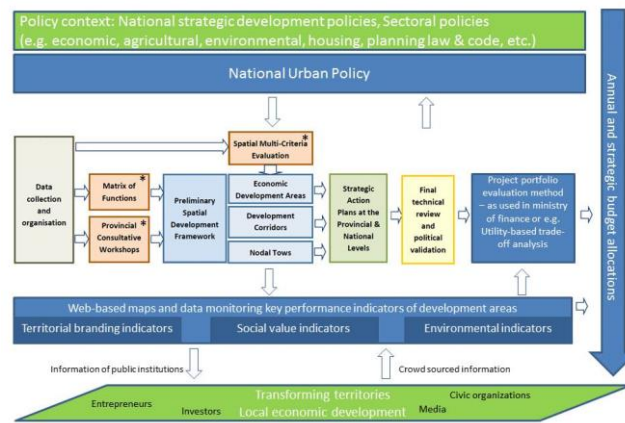 Policy context: National strategic development policies, Sectoral policies
(e.g. economic, agricultural, environmental, housing, planning law & code, etc.)
National Urban Policy
Annual and strategic budget allocations
Spatial Multi-Criteria
Evaluation
*
Data
collection
and
organisation
Matrix of
Functions
*
Provincial
Consultative
Workshops
*
Preliminary
Spatial
Development
Framework
Economic
Development Areas
Development
Corridors
Nodal Tows
Strategic
Action
Plans at the
Provincial &
National
Levels
Final
technical
review
and
political
validation
Project portfolio
evaluation method
– as used in ministry
of finance or e.g.
Utility-based trade-
off analysis
Web-based maps and data monitoring key performance indicators of development areas
Territorial branding indicators
Social value indicators
Environmental indicators
Information of public institutions
Crowd sourced information
Transforming territories
Local economic development
Entrepreneurs
Investors
Media
Civic organizations